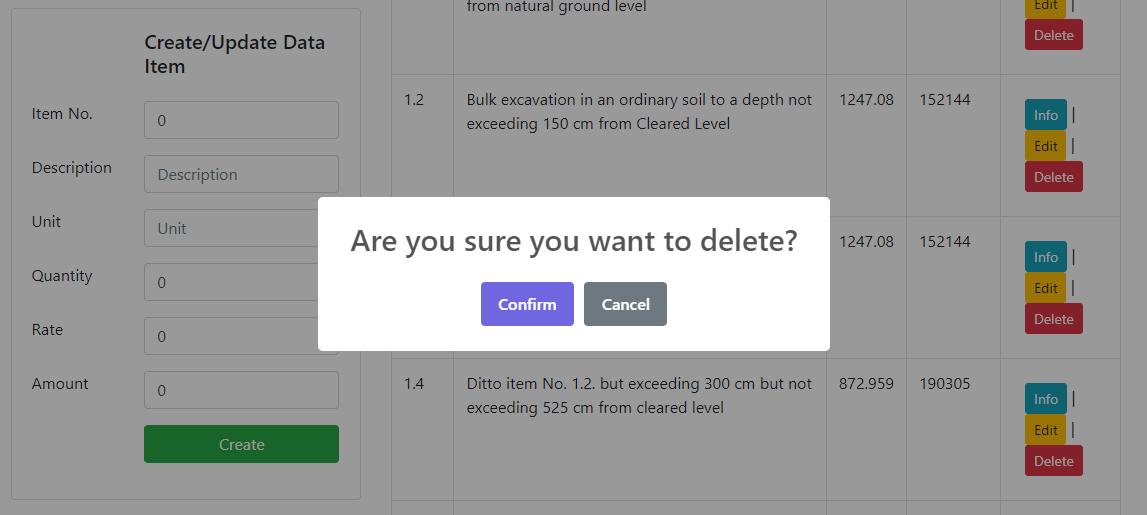 from natural ground level
Edit |
Delete
Create/Update Data
Item
Item No.
0
Description
Description
Unit
Unit
Quantity
0
Rate
0
Amount
0
Create
1.2
Bulk excavation in an ordinary soil to a depth not
exceeding 150 cm from Cleared Level
1247.08
152144
Info |
Edit |
Delete
Are you sure you want to delete?
Confirm
Cancel
1247.08
152144
Info |
Edit |
Delete
1.4
Ditto item No. 1.2. but exceeding 300 cm but not
exceeding 525 cm from cleared level
872.959
190305
Info |
Edit |
Delete